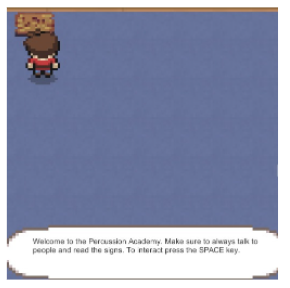 Welcome to the Percussion Academy. Make sure to always talk to
people and read the signs. To interact press the SPACE key.